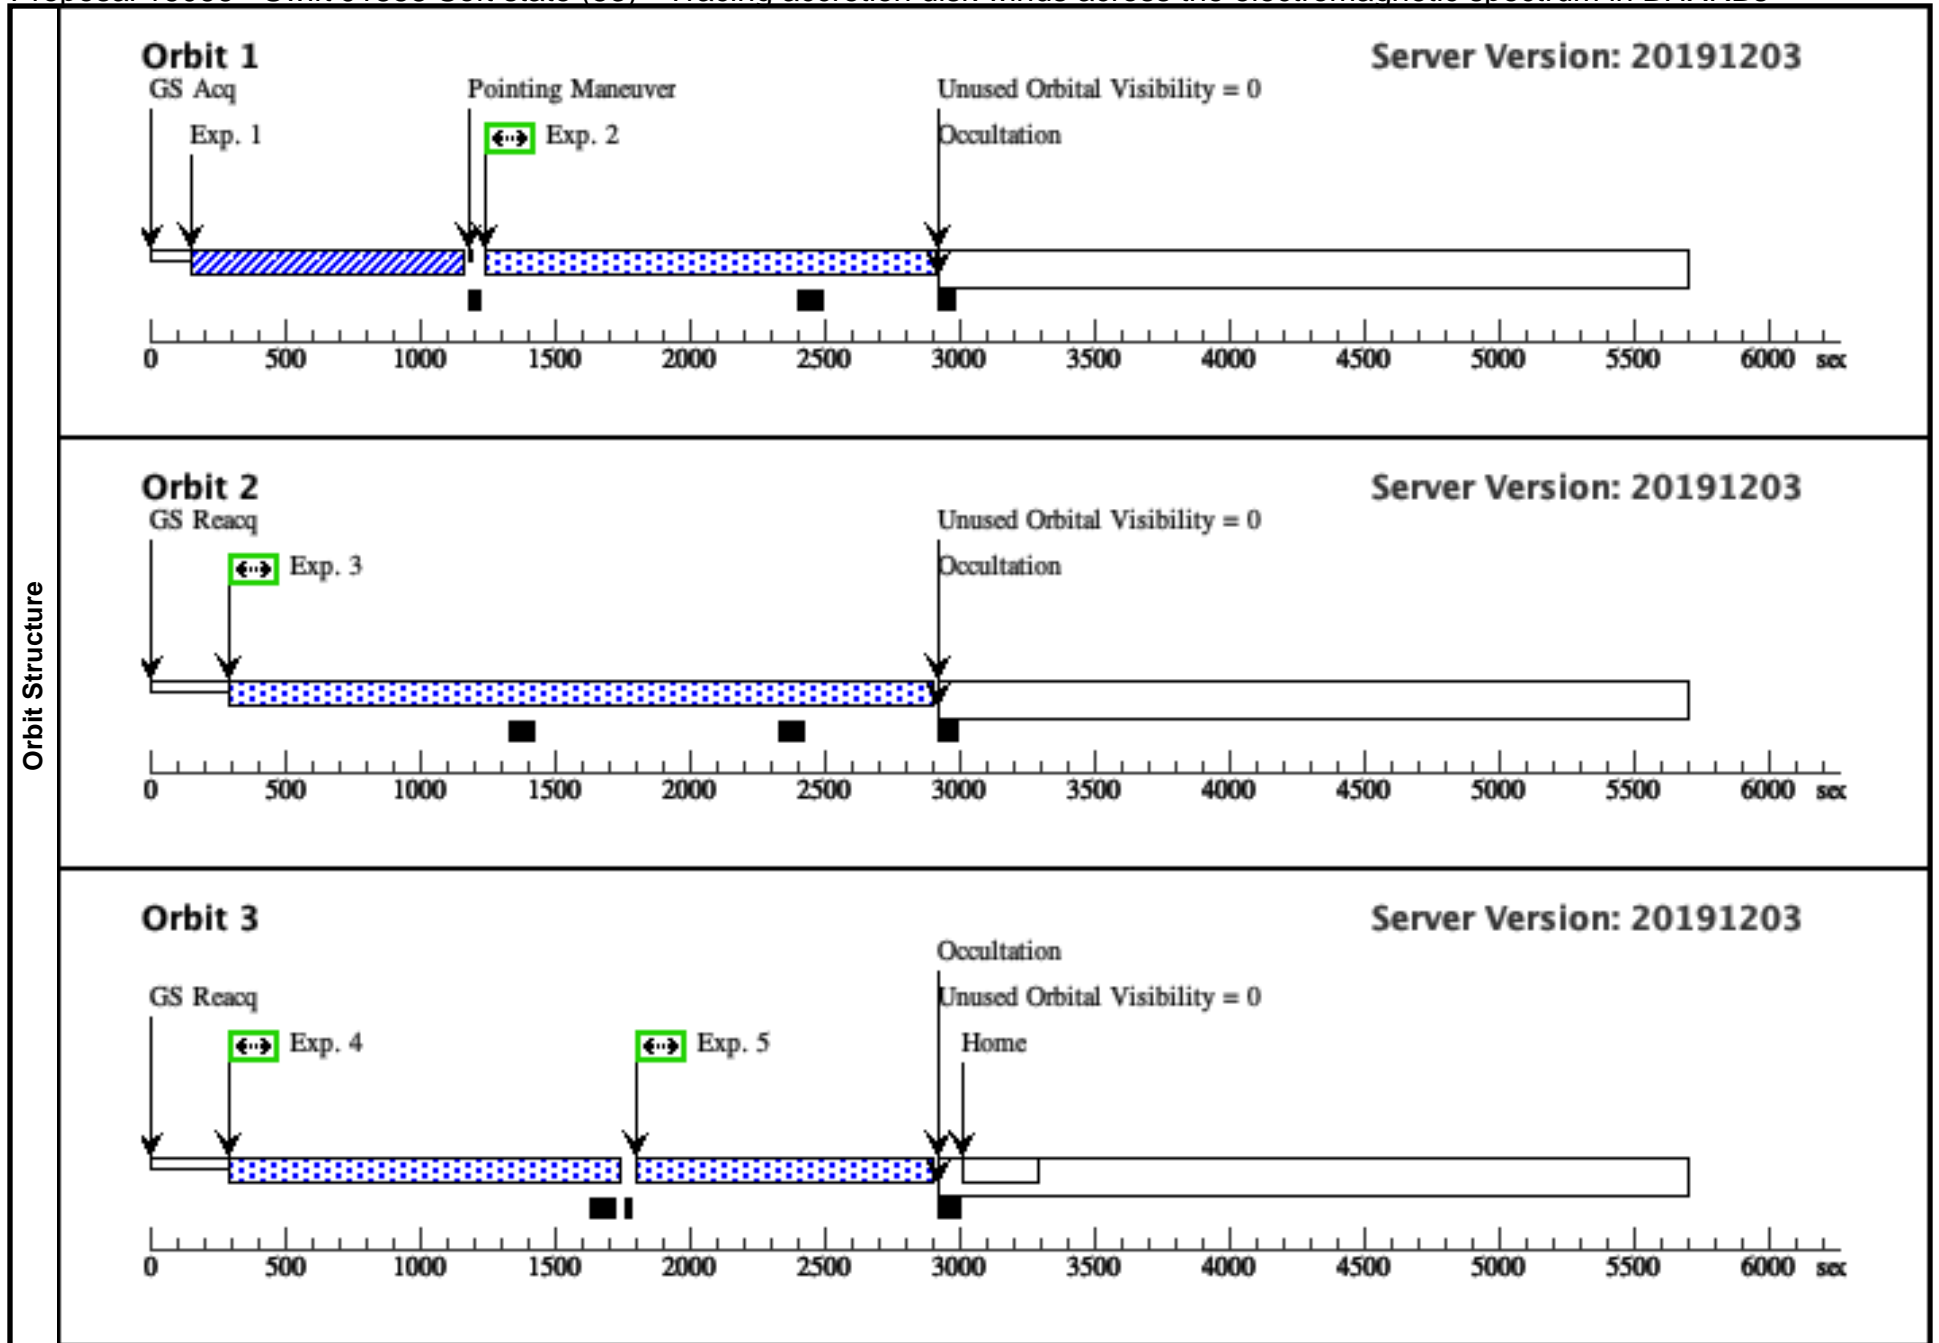 Orbit Structure
Orbit 1
Server Version: 20191203
GS Acq
Pointing Maneuver
Unused Orbital Visibility = 0
Exp. 1
Exp. 2
Occultation
0 500 1000 1500 2000 2500 3000 3500 4000 4500 5000 5500 6000 sec
Orbit 2
Server Version: 20191203
GS Reacq
Unused Orbital Visibility = 0
Exp. 3
Occultation
0 500 1000 1500 2000 2500 3000 3500 4000 4500 5000 5500 6000 sec
Orbit 3
Server Version: 20191203
Occultation
GS Reacq
Unused Orbital Visibility = 0
Exp. 4
Exp. 5
Home
0 500 1000 1500 2000 2500 3000 3500 4000 4500 5000 5500 6000 sec